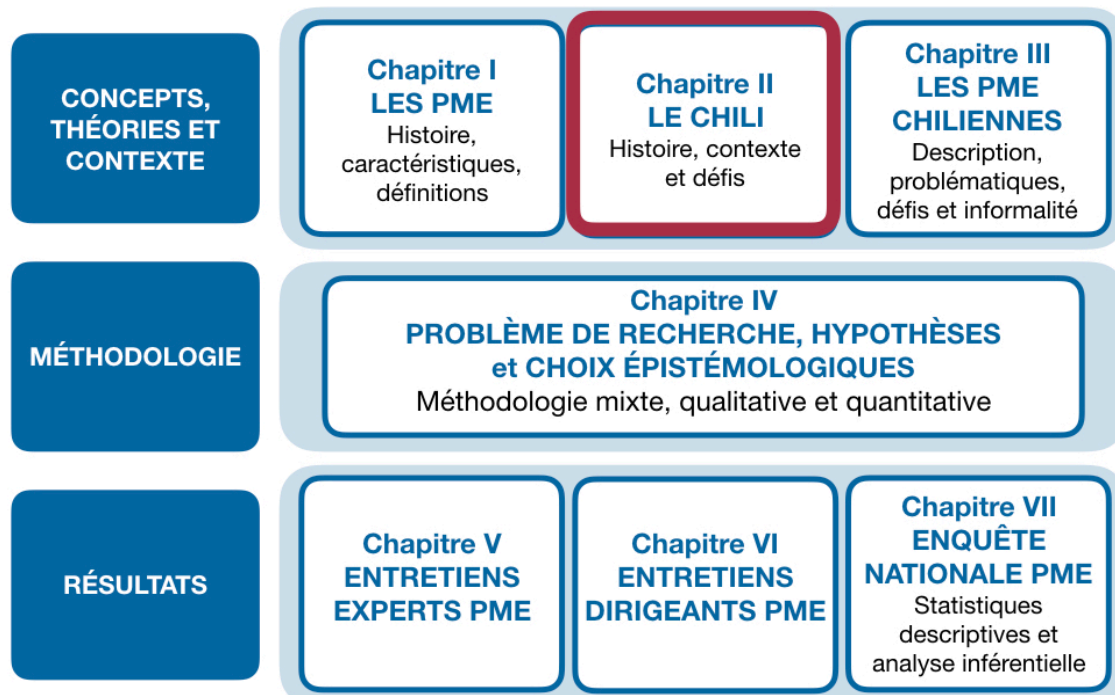 CONCEPTS,
THÉORIES ET
CONTEXTE
Chapitre I
LES PME
Histoire,
caractéristiques,
définitions
Chapitre II
LE CHILI
Histoire, contexte
et défis
Chapitre III
LES PME
CHILIENNES
Description,
problématiques,
défis et informalité
MÉTHODOLOGIE
Chapitre IV
PROBLÈME DE RECHERCHE, HYPOTHÈSES
et CHOIX ÉPISTÉMOLOGIQUES
Méthodologie mixte, qualitative et quantitative
RÉSULTATS
Chapitre V
ENTRETIENS
EXPERTS PME
Chapitre VI
ENTRETIENS
DIRIGEANTS PME
Chapitre VII
ENQUÊTE
NATIONALE PME
Statistiques
descriptives et
analyse inférentielle